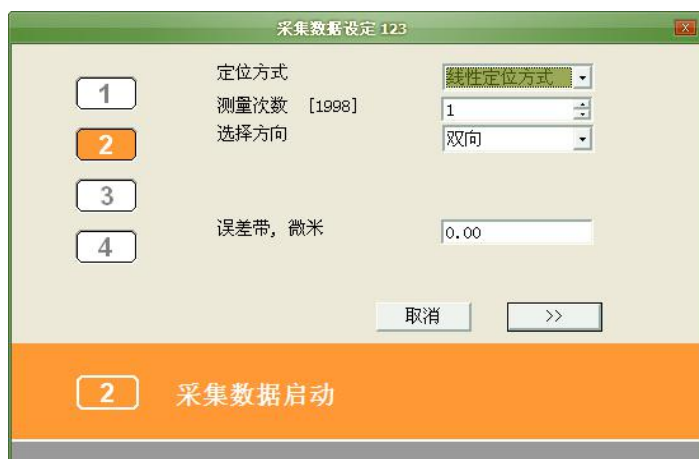 采集数据设定 123
1
定位方式 线性定位方式
测量次数 [1998] 1
2
选择方向 双向
3
误差带, 微米 0.00
4
取消 >>
2 采集数据启动